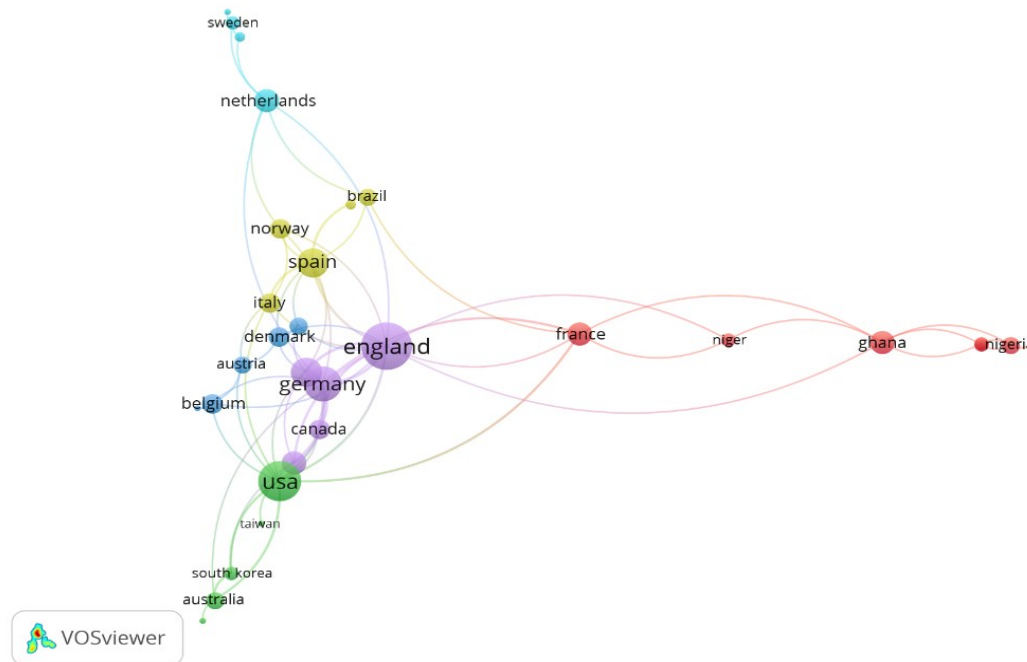 sweden
netherlands
brazil
norway
spain
italy
denmark
france
niger
ghana
nigeria
england
austria
germany
belgium
canada
usa
taiwan
south korea
australia
VOSviewer